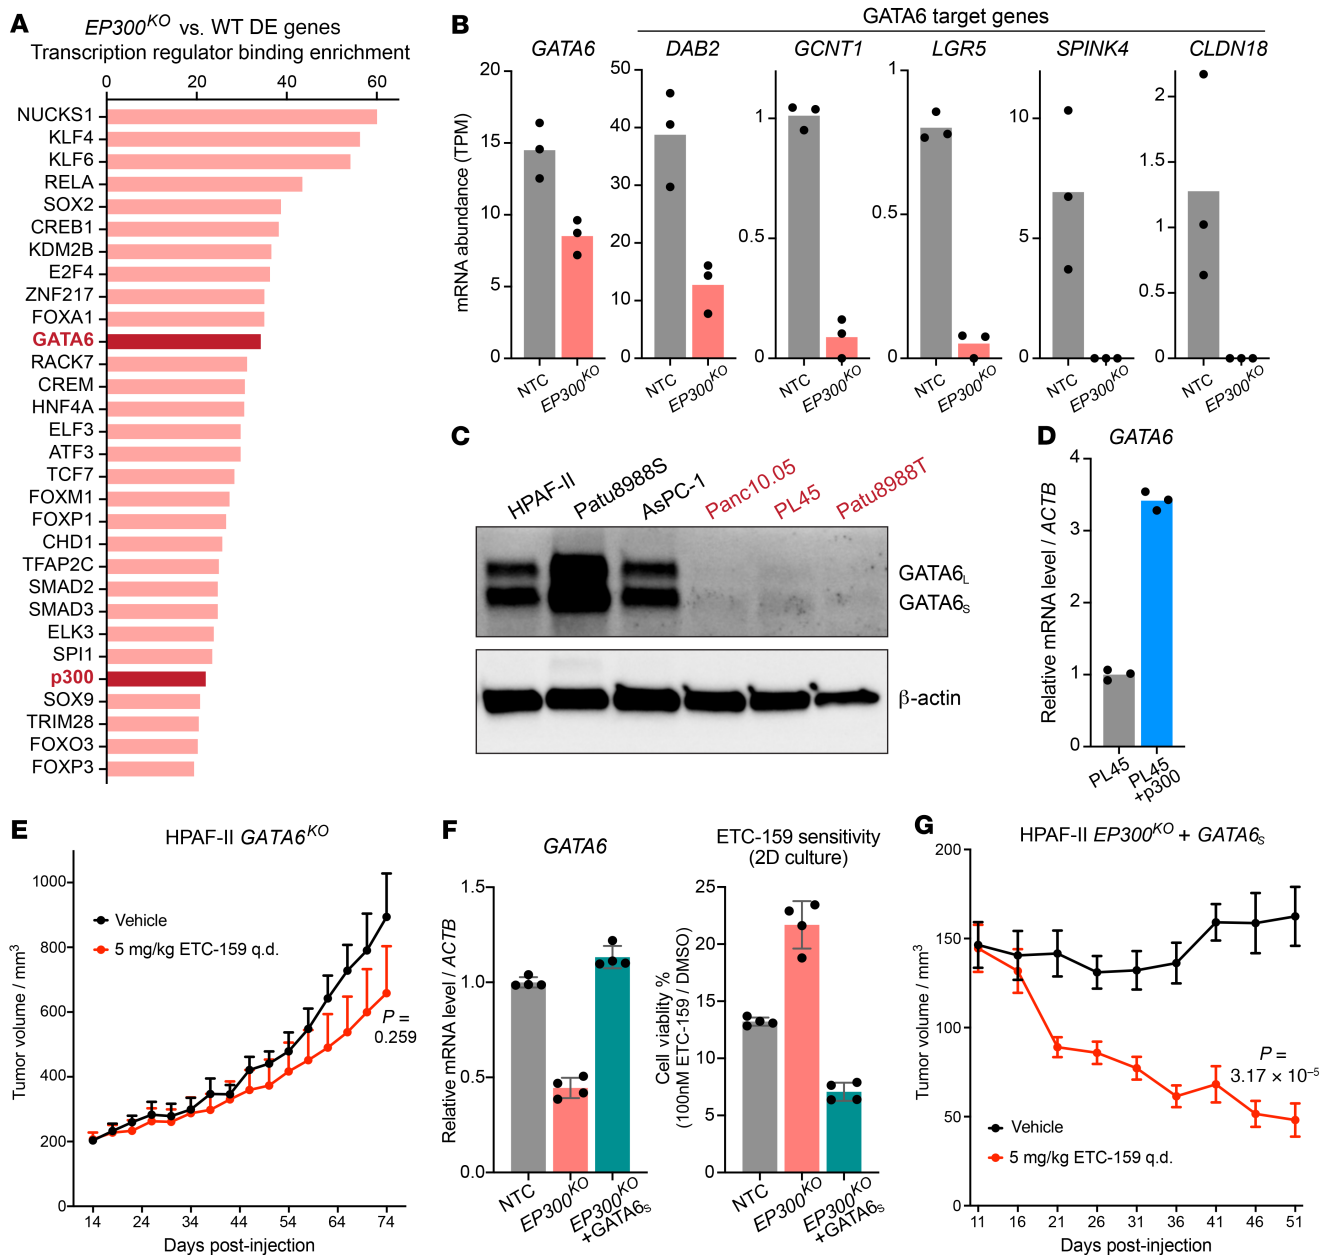 A
EP300KO vs. WT DE genes
Transcription regulator binding enrichment
0 20 40 60
NUCKS1
KLF4
KLF6
RELA
SOX2
CREB1
KDM2B
E2F4
ZNF217
FOXA1
GATA6
RACK7
CREM
HNF4A
ELF3
ATF3
TCF7
FOXM1
FOXP1
CHD1
TFAP2C
SMAD2
SMAD3
ELK3
SPI1
p300
SOX9
TRIM28
FOXO3
FOXP3
B
GATA6 target genes
GATA6 DAB2 GCNT1 LGR5 SPINK4 CLDN18
mRNA abundance (TPM)
20
15
10
5
0
NTC
EP300KO
50
40
30
20
10
0
NTC
EP300KO
1
0.5
0
NTC
EP300KO
1
0.5
0
NTC
EP300KO
10
5
0
NTC
EP300KO
2
1.5
1
0.5
0
NTC
EP300KO
C
HPAF-II
Patu8988S
AsPC-1
Panc10.05
PL45
Patu8988T
GATA6L
GATA6S
β-actin
D
GATA6
Relative mRNA level / ACTB
4
3
2
1
0
PL45
PL45
+p300
E
HPAF-II GATA6KO
Tumor volume / mm3
1000
800
600
400
200
0
Vehicle
5 mg/kg ETC-159 q.d.
P =
0.259
14 24 34 44 54 64 74
Days post-injection
F
GATA6
Relative mRNA level / ACTB
1.5
1.0
0.5
0.0
NTC
EP300KO
EP300KO
+GATA6S
ETC-159 sensitivity
(2D culture)
Cell viablity %
(100nM ETC-159 / DMSO)
25
20
15
10
5
0
NTC
EP300KO
EP300KO
+GATA6S
G
HPAF-II EP300KO + GATA6S
Tumor volume / mm3
200
150
100
50
0
P =
3.17 × 10–5
Vehicle
5 mg/kg ETC-159 q.d.
11 16 21 26 31 36 41 46 51
Days post-injection